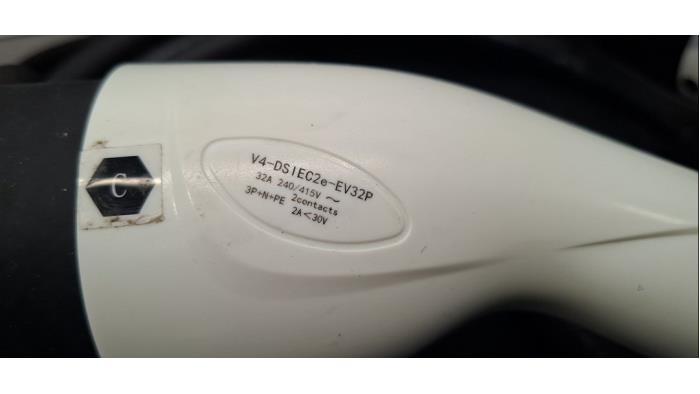 C
V4-DSIEC2e-EV32P
32A 240/415V ~
3P+N+PE 2contacts
2A<30V